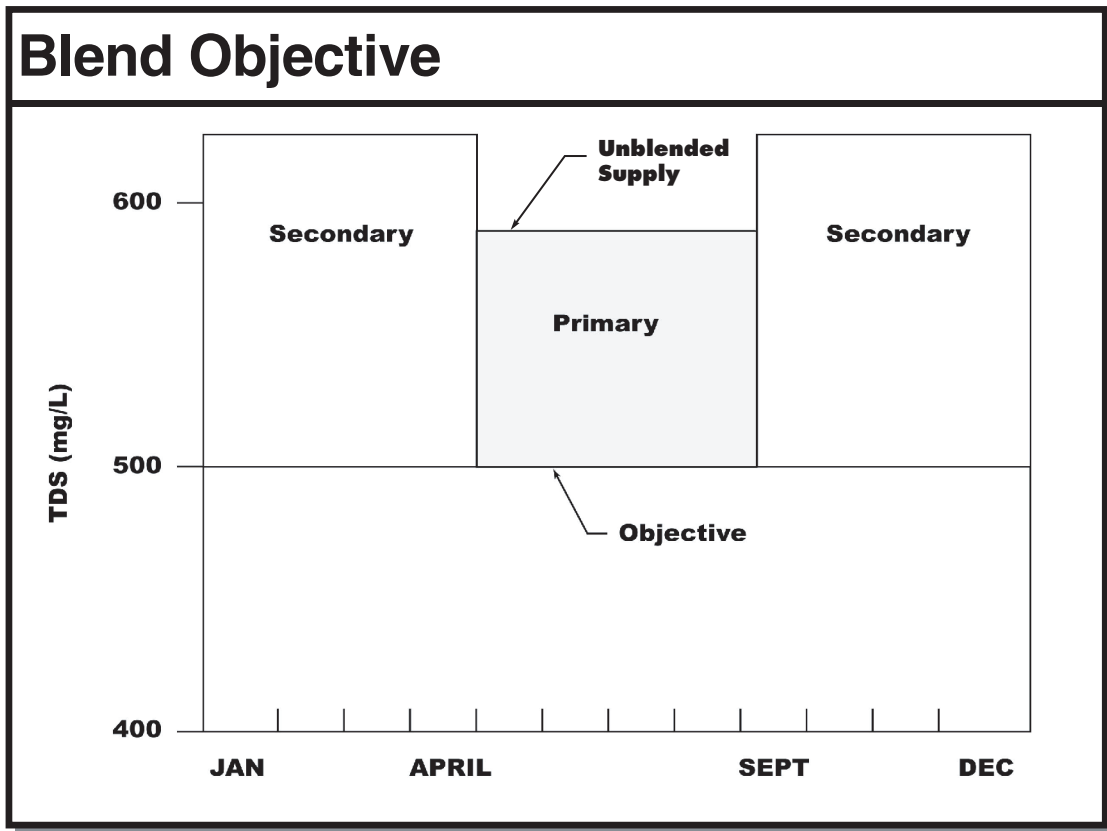 Blend Objective
Unblended
Supply
600
Secondary
Secondary
Primary
TDS (mg/L)
500
Objective
400
JAN
APRIL
SEPT
DEC